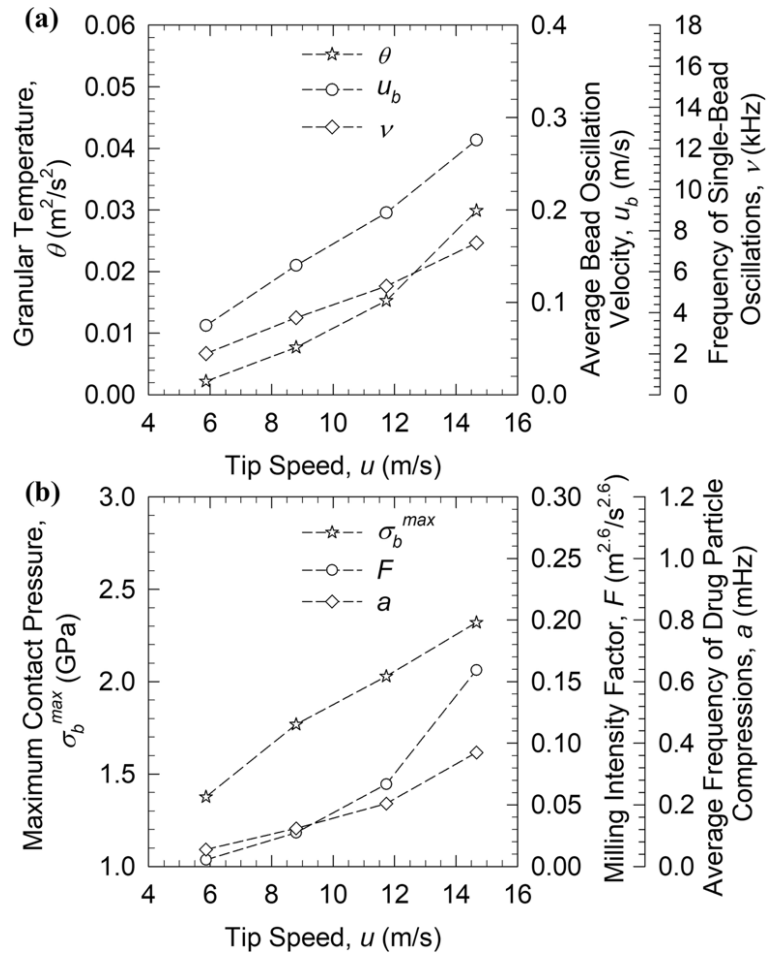 (a)
0.06
0.05
0.04
0.03
0.02
0.01
0.00
Granular Temperature,
θ (m²/s²)
θ
u_b
ν
0.4
0.3
0.2
0.1
0.0
Average Bead Oscillation
Velocity, u_b (m/s)
18
16
14
12
10
8
6
4
2
0
Frequency of Single-Bead
Oscillations, ν (kHz)
4 6 8 10 12 14 16
Tip Speed, u (m/s)
(b)
3.0
2.5
2.0
1.5
1.0
Maximum Contact Pressure,
σ_b^max (GPa)
σ_b^max
F
a
0.30
0.25
0.20
0.15
0.10
0.05
0.00
Milling Intensity Factor, F (m^2.6/s^2.6)
1.2
1.0
0.8
0.6
0.4
0.2
0.0
Average Frequency of Drug Particle
Compressions, a (mHz)
4 6 8 10 12 14 16
Tip Speed, u (m/s)